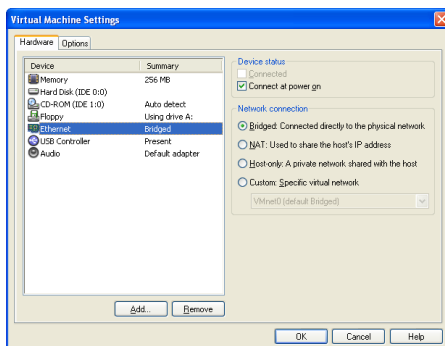 Virtual Machine Settings
Hardware Options
Device Summary
Memory 256 MB
Hard Disk (IDE 0:0)
CD-ROM (IDE 1:0) Auto detect
Floppy Using drive A:
Ethernet Bridged
USB Controller Present
Audio Default adapter
Add... Remove
Device status
Connected
Connect at power on
Network connection
Bridged: Connected directly to the physical network
NAT: Used to share the host's IP address
Host-only: A private network shared with the host
Custom: Specific virtual network
VMnet0 (default Bridged)
OK Cancel Help